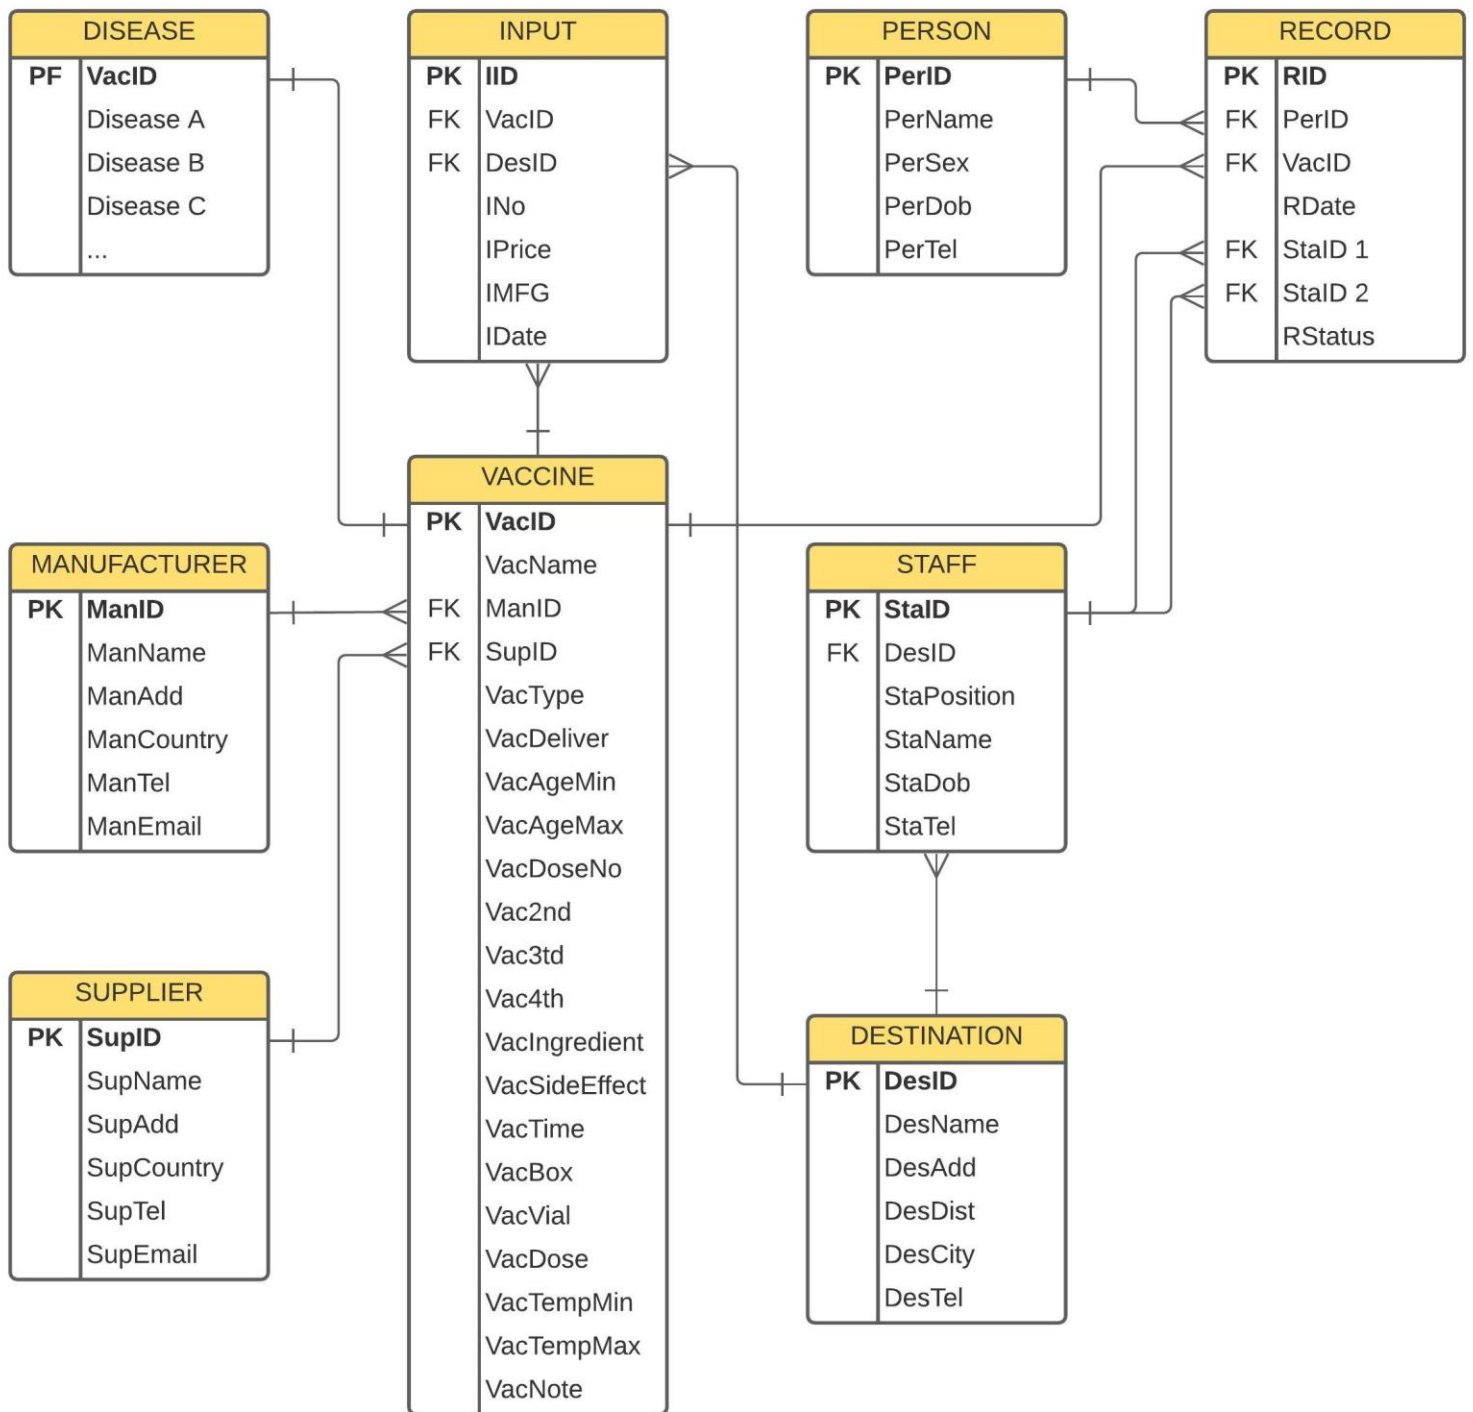 DISEASE
PF VacID
Disease A
Disease B
Disease C
...
INPUT
PK IID
FK VacID
FK DesID
INo
IPrice
IMFG
IDate
PERSON
PK PerID
PerName
PerSex
PerDob
PerTel
RECORD
PK RID
FK PerID
FK VacID
RDate
FK StaID 1
FK StaID 2
RStatus
MANUFACTURER
PK ManID
ManName
ManAdd
ManCountry
ManTel
ManEmail
VACCINE
PK VacID
VacName
FK ManID
FK SupID
VacType
VacDeliver
VacAgeMin
VacAgeMax
VacDoseNo
Vac2nd
Vac3td
Vac4th
VacIngredient
VacSideEffect
VacTime
VacBox
VacVial
VacDose
VacTempMin
VacTempMax
VacNote
STAFF
PK StaID
FK DesID
StaPosition
StaName
StaDob
StaTel
SUPPLIER
PK SupID
SupName
SupAdd
SupCountry
SupTel
SupEmail
DESTINATION
PK DesID
DesName
DesAdd
DesDist
DesCity
DesTel